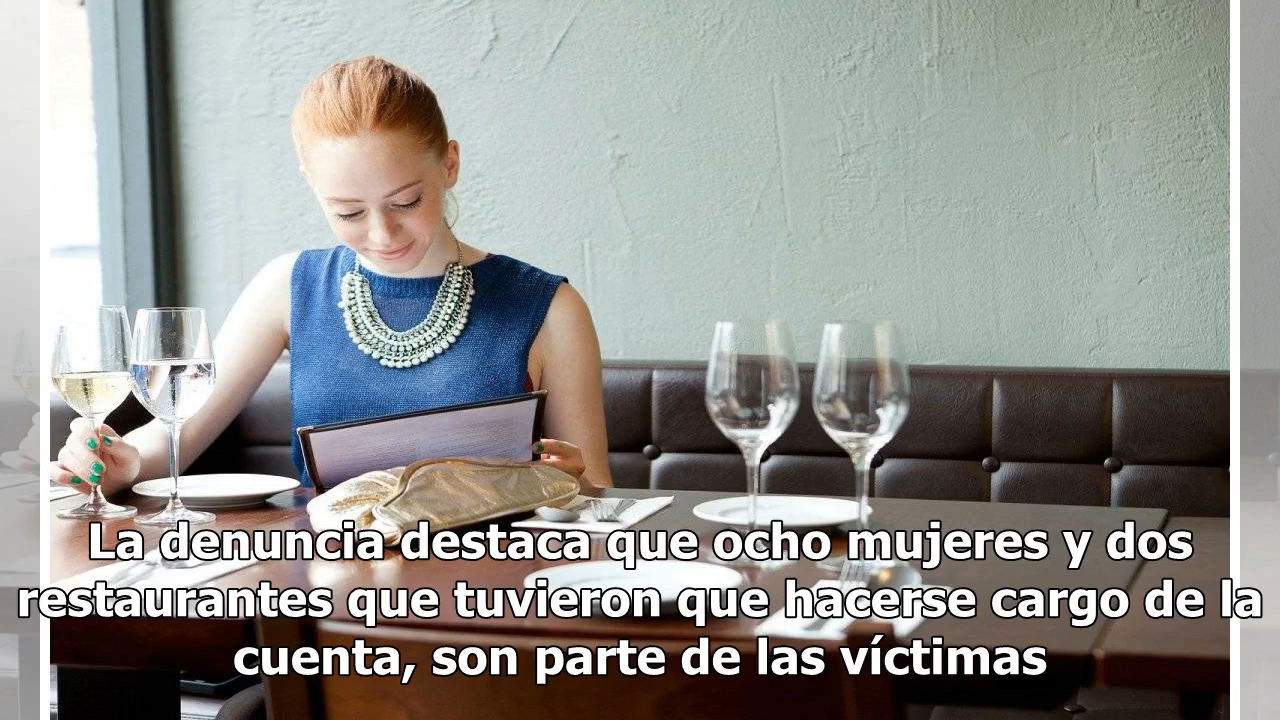 La denuncia destaca que ocho mujeres y dos
restaurantes que tuvieron que hacerse cargo de la
cuenta, son parte de las víctimas